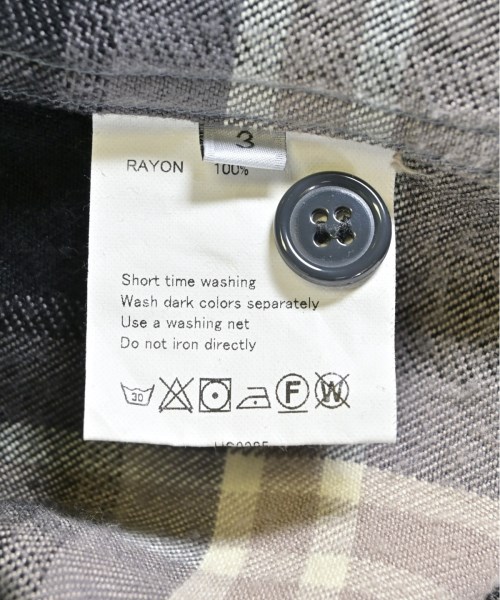 3
RAYON 100%
Short time washing
Wash dark colors separately
Use a washing net
Do not iron directly
30 F W